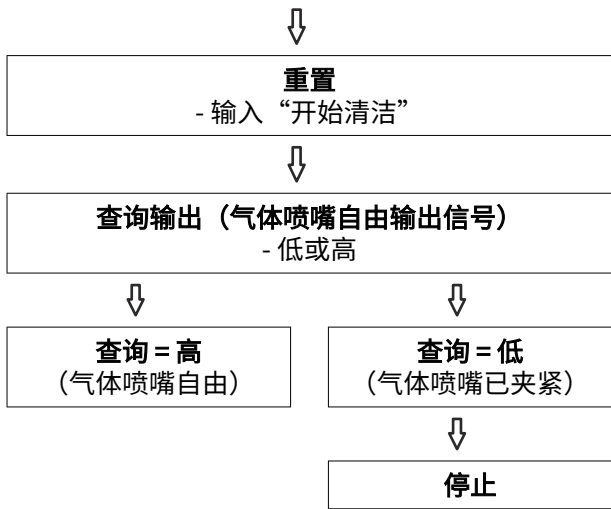 重置
- 输入“开始清洁”
查询输出（气体喷嘴自由输出信号）
- 低或高
查询 = 高
（气体喷嘴自由）
查询 = 低
（气体喷嘴已夹紧）
停止